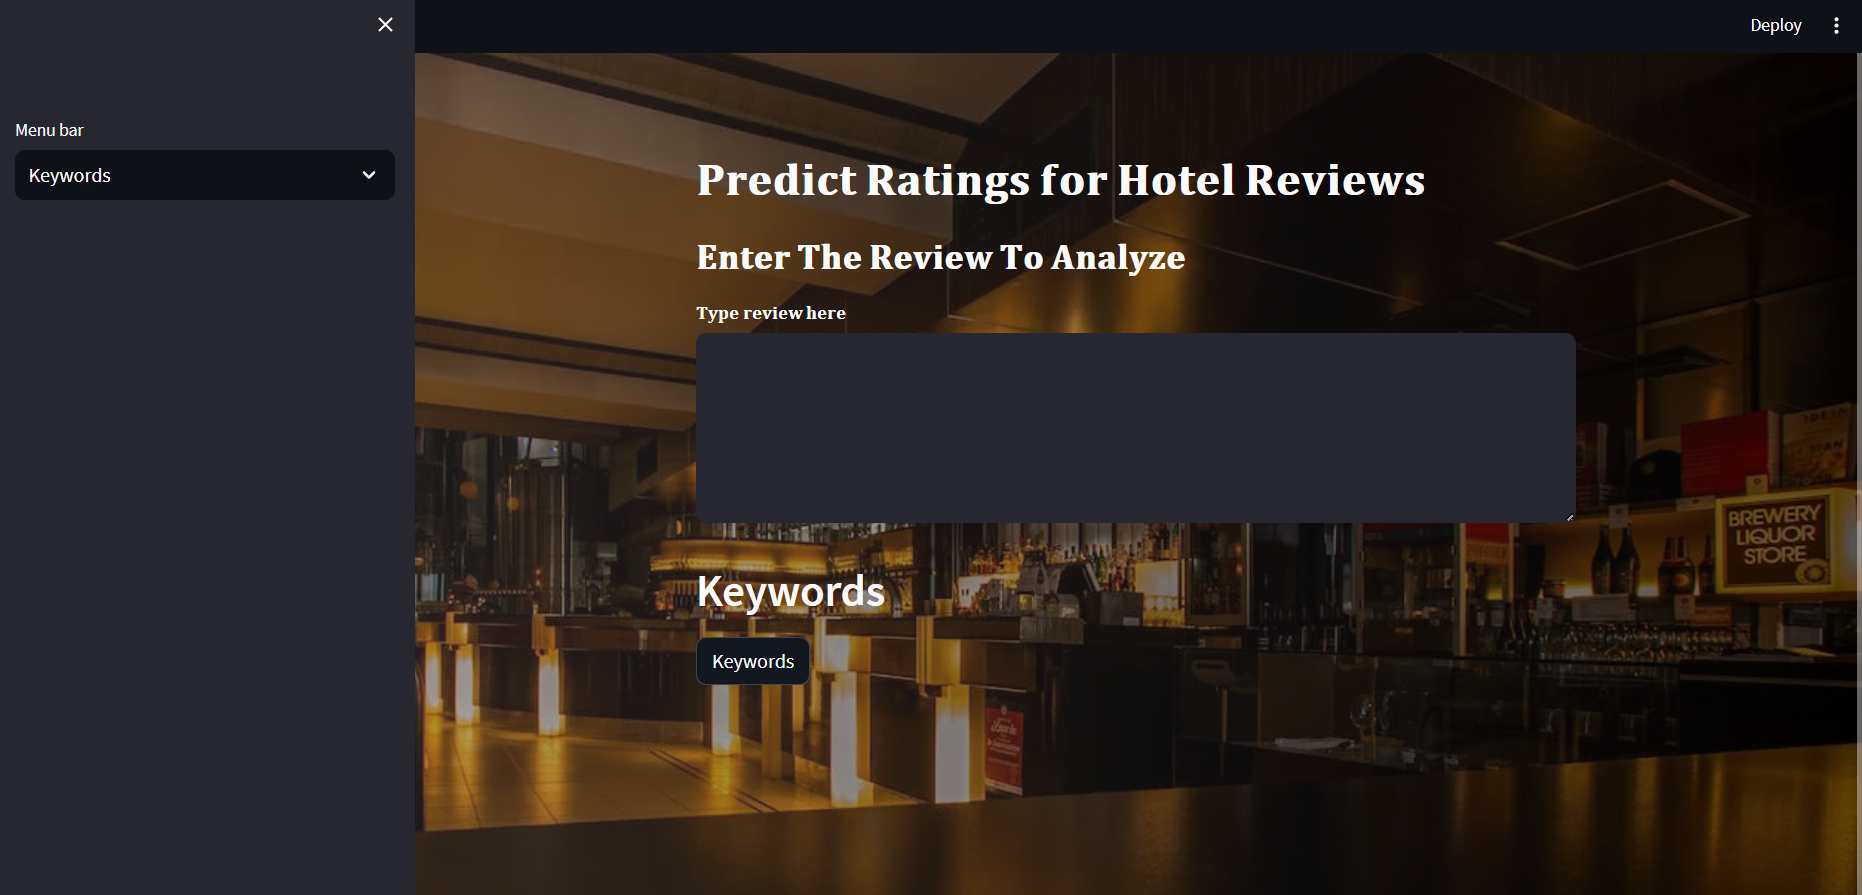 Deploy
Menu bar
Keywords
Predict Ratings for Hotel Reviews
Enter The Review To Analyze
Type review here
BREWERY
LIQUOR
STORE
Keywords
Keywords